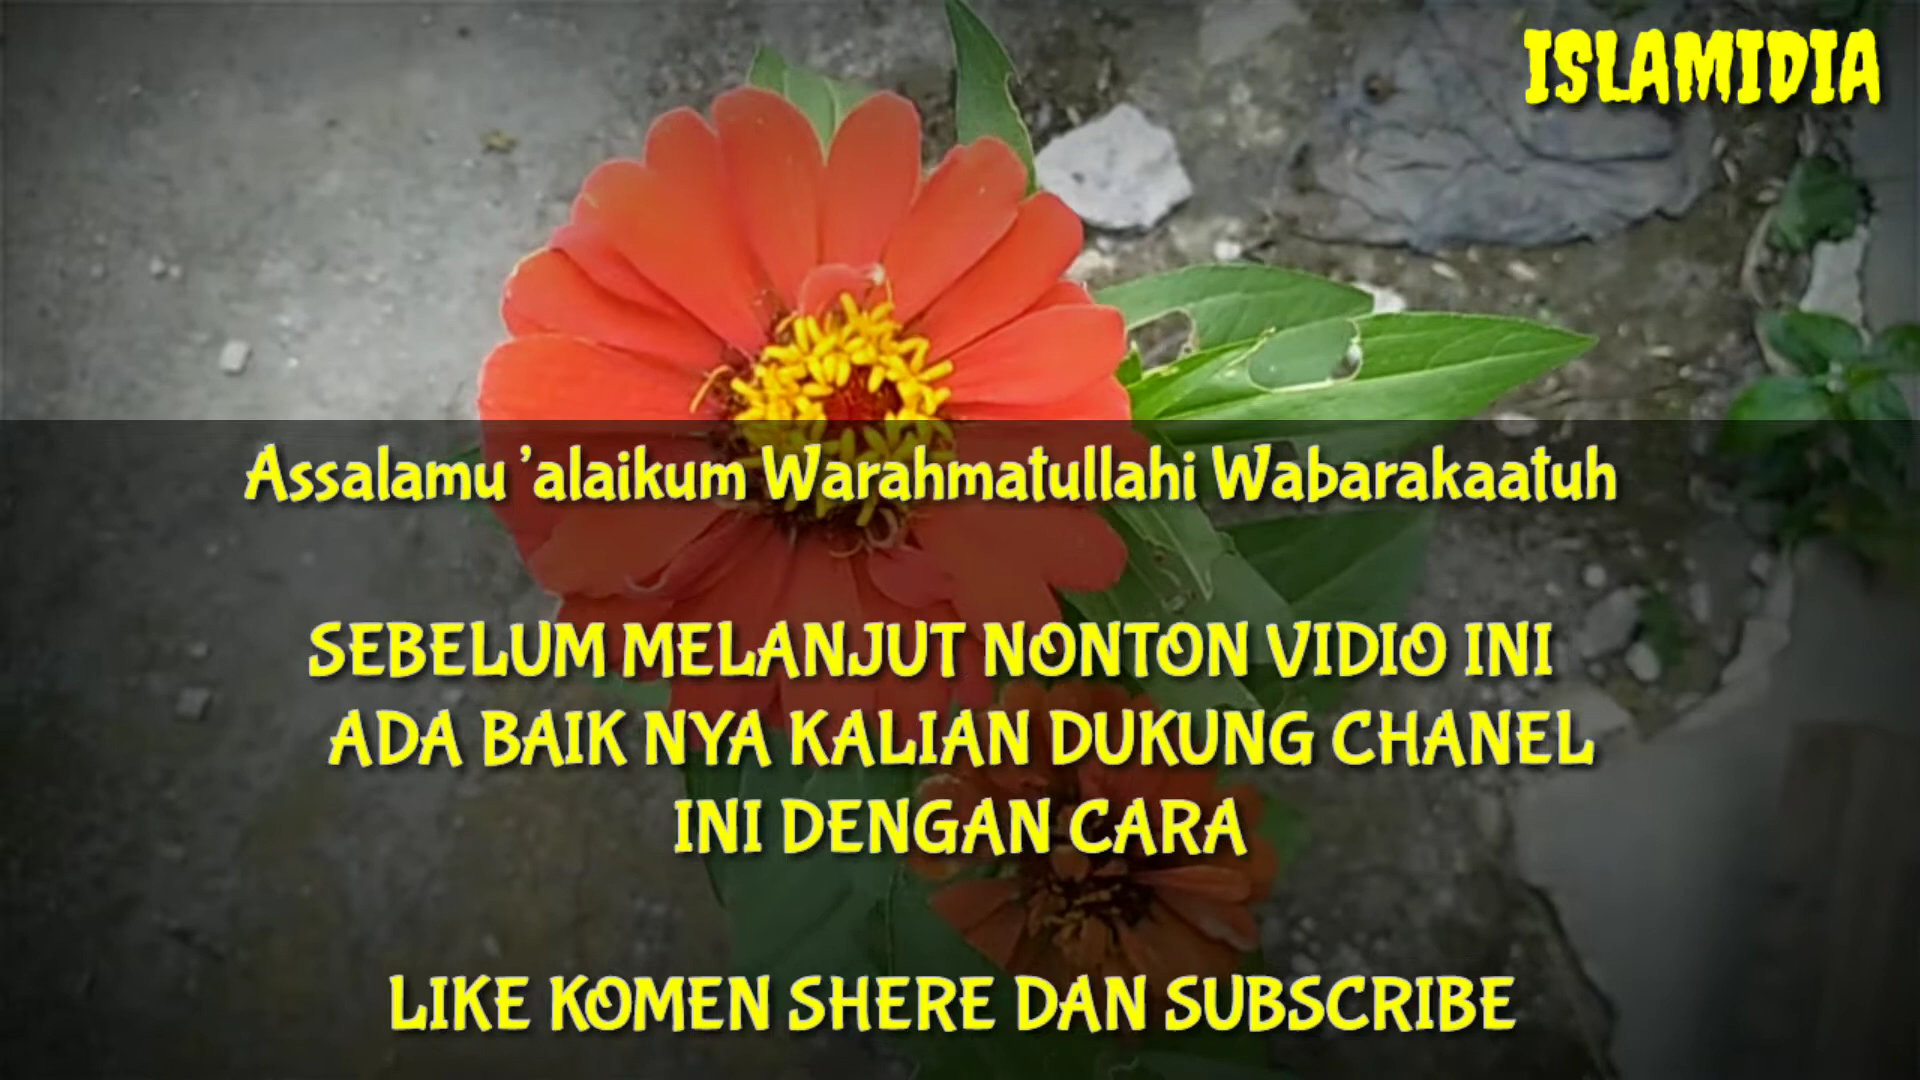 ISLAMIDIA
Assalamu 'alaikum Warahmatullahi Wabarakaatuh
SEBELUM MELANJUT NONTON VIDIO INI
ADA BAIK NYA KALIAN DUKUNG CHANEL
INI DENGAN CARA
LIKE KOMEN SHERE DAN SUBSCRIBE